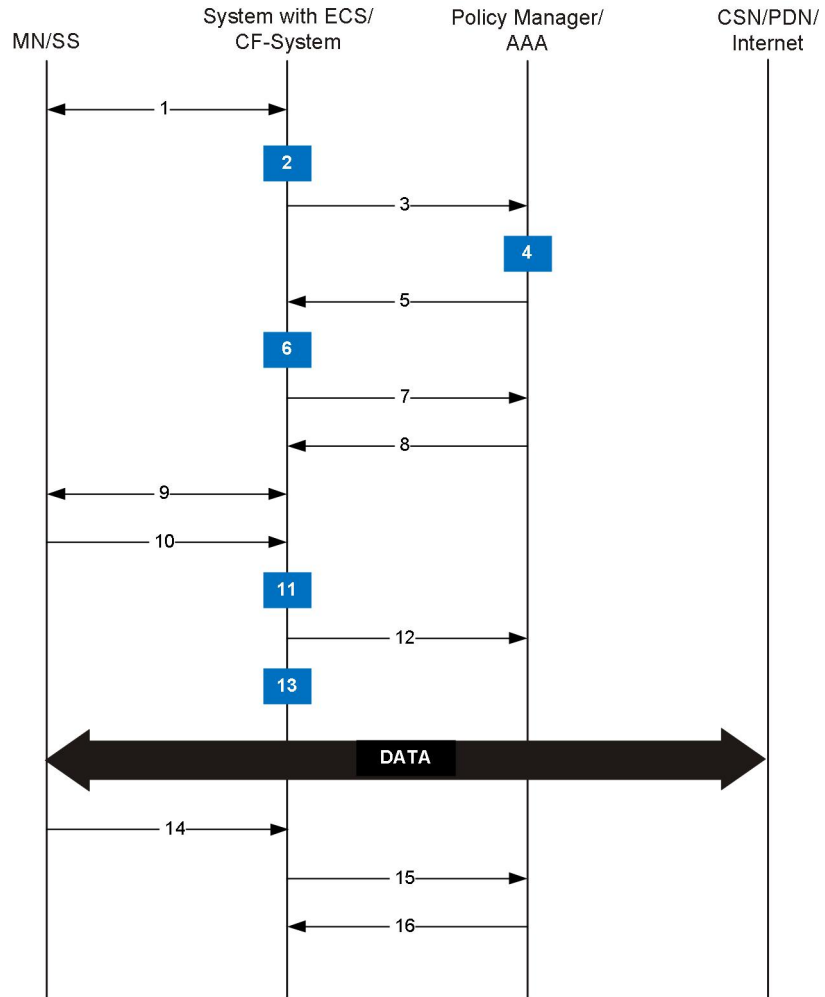 MN/SS
System with ECS/
CF-System
Policy Manager/
AAA
CSN/PDN/
Internet
1
2
3
4
5
6
7
8
9
10
11
12
13
DATA
14
15
16